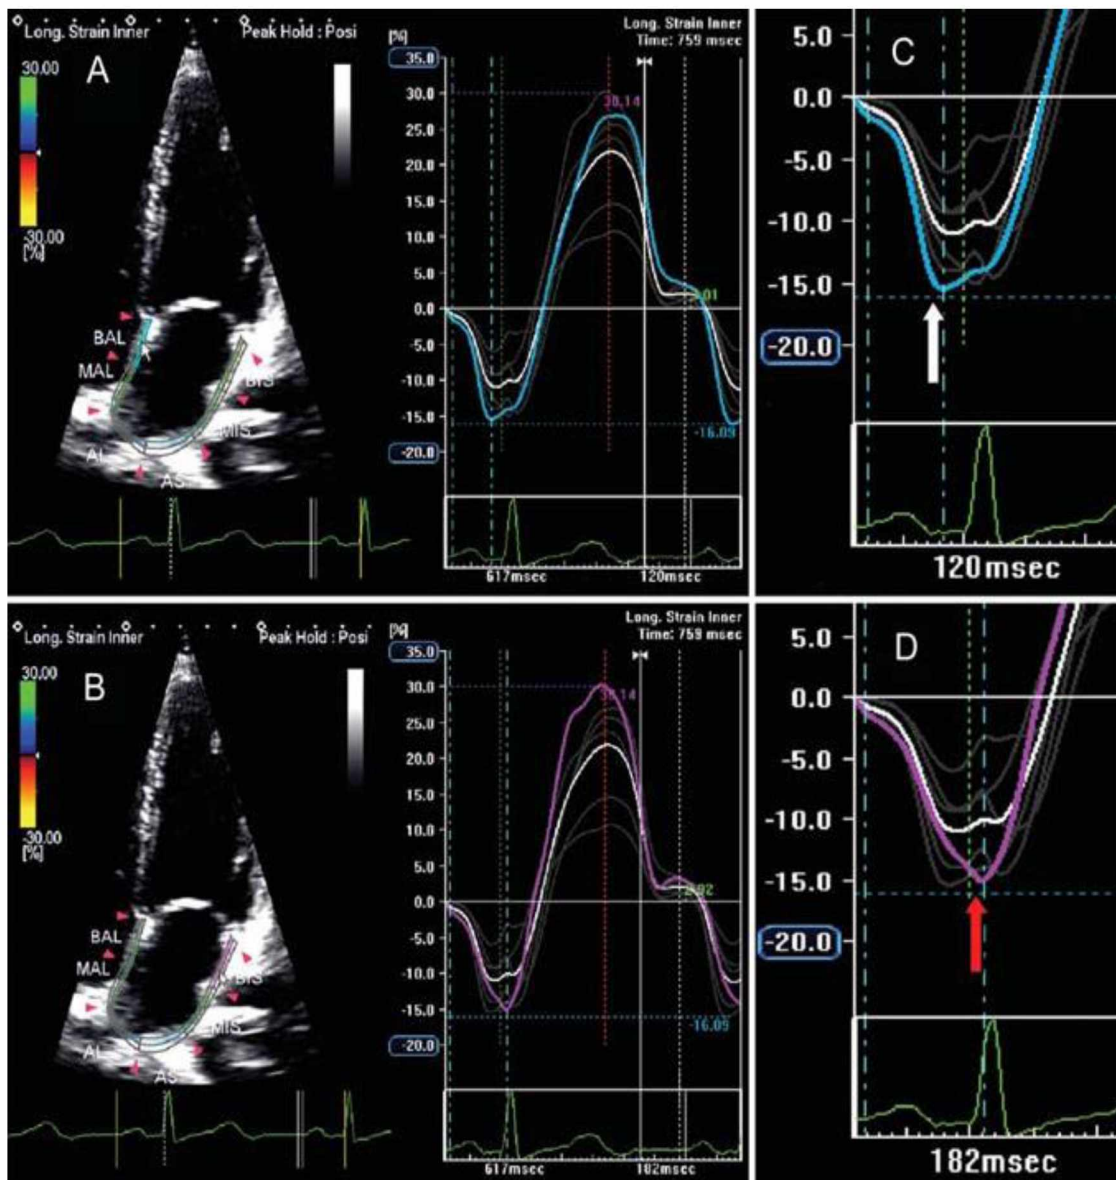 Long. Strain Inner
Peak Hold : Posi
A
30.00
-30.00
[%]
BAL
MAL
AL
AS
MIS
BIS
[%]
Long. Strain Inner
Time: 759 msec
35.0
30.0
25.0
20.0
15.0
10.0
5.0
0.0
-5.0
-10.0
-15.0
-20.0
30.14
-16.09
617msec
120msec
C
5.0
0.0
-5.0
-10.0
-15.0
-20.0
120msec
Long. Strain Inner
Peak Hold : Posi
B
30.00
-30.00
[%]
BAL
MAL
AL
AS
MIS
BIS
[%]
Long. Strain Inner
Time: 759 msec
35.0
30.0
25.0
20.0
15.0
10.0
5.0
0.0
-5.0
-10.0
-15.0
-20.0
30.14
-16.09
617msec
182msec
D
5.0
0.0
-5.0
-10.0
-15.0
-20.0
182msec